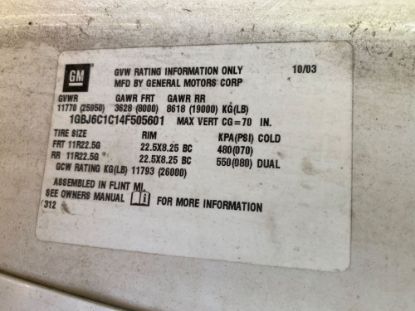 GM
GVW RATING INFORMATION ONLY 10/03
MFD BY GENERAL MOTORS CORP
GVWR GAWR FRT GAWR RR
11770 (25950) 3628 (8000) 8618 (19000) KG(LB)
1GBJ6C1C14F505601 MAX VERT CG=70 IN.
TIRE SIZE RIM KPA(PSI) COLD
FRT 11R22.5G 22.5X8.25 BC 480(070)
RR 11R22.5G 22.5X8.25 BC 550(080) DUAL
GCW RATING KG(LB) 11793 (26000)
ASSEMBLED IN FLINT MI.
SEE OWNERS MANUAL i FOR MORE INFORMATION
312